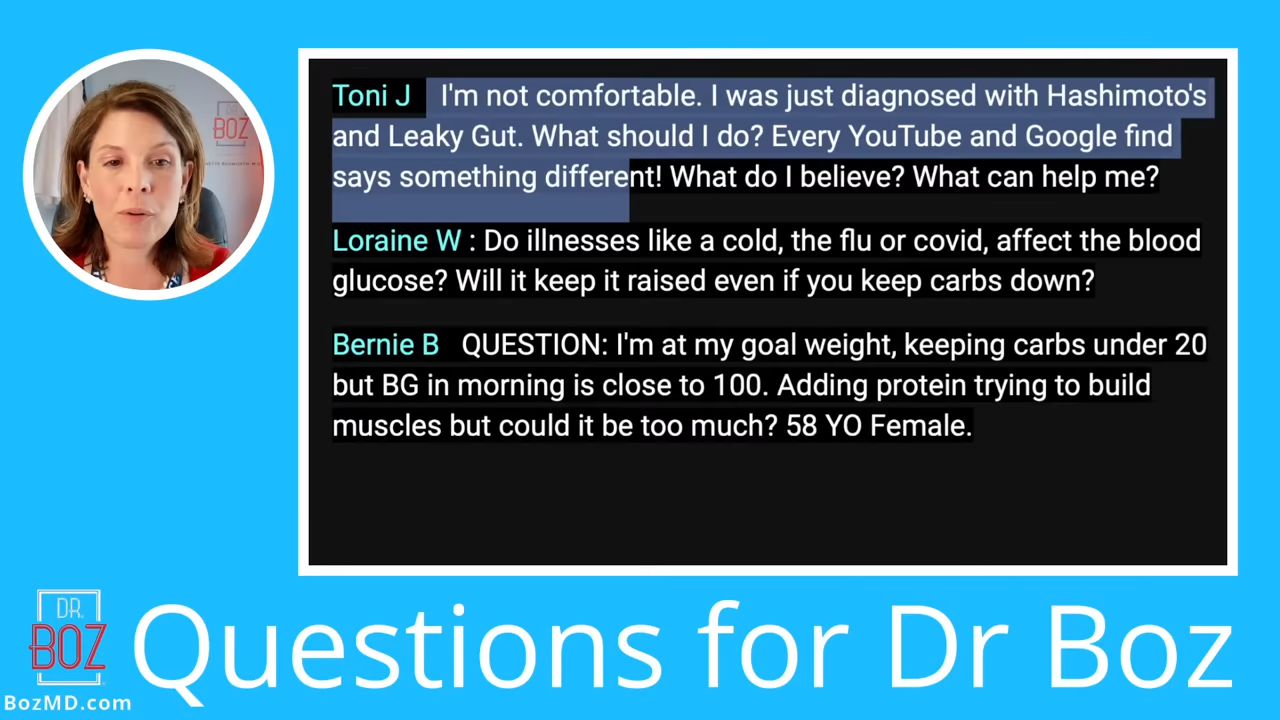 DR.
BOZ
NETTE BOSWORTH M
Toni J I'm not comfortable. I was just diagnosed with Hashimoto's
and Leaky Gut. What should I do? Every YouTube and Google find
says something different! What do I believe? What can help me?
Loraine W : Do illnesses like a cold, the flu or covid, affect the blood
glucose? Will it keep it raised even if you keep carbs down?
Bernie B QUESTION: I'm at my goal weight, keeping carbs under 20
but BG in morning is close to 100. Adding protein trying to build
muscles but could it be too much? 58 YO Female.
DR.
BOZ
Questions for Dr Boz
BozMD.com